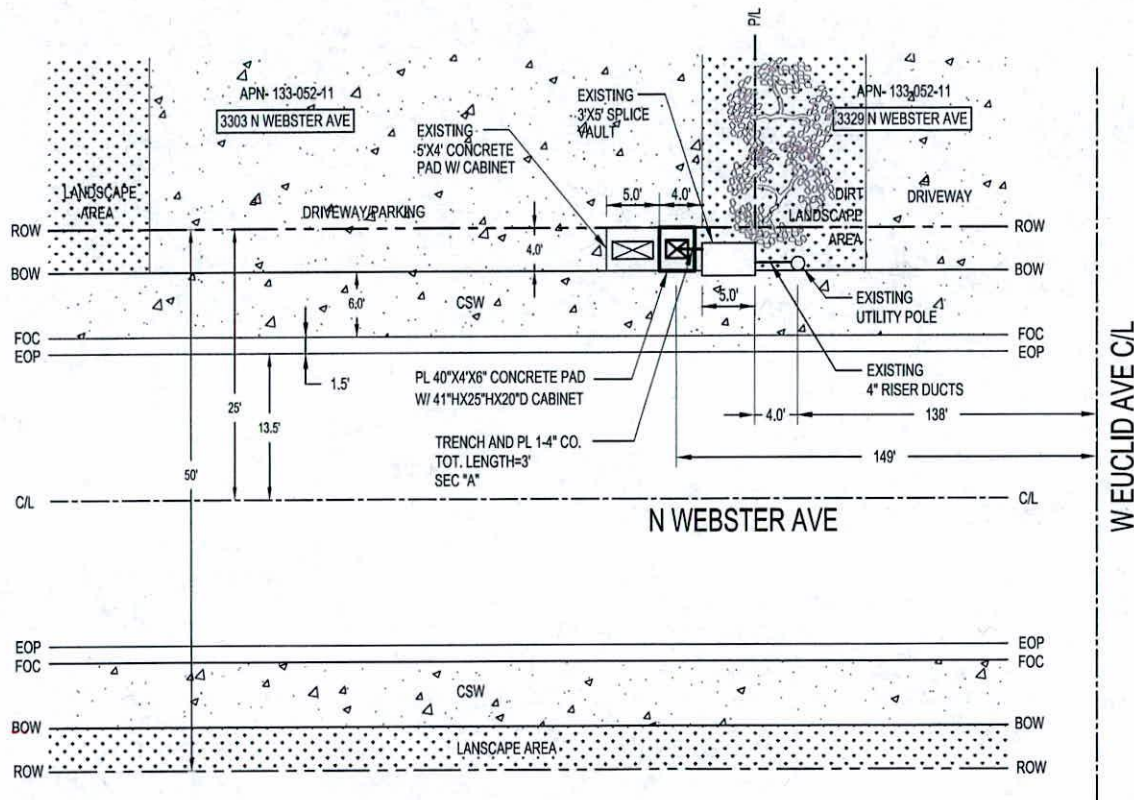 P/L
APN- 133-052-11
3303 N WEBSTER AVE
EXISTING
3'X5' SPLICE
VAULT
APN- 133-052-11
3329 N WEBSTER AVE
EXISTING
5'X4' CONCRETE
PAD W/ CABINET
LANDSCAPE
AREA
DRIVEWAY/PARKING
5.0'
4.0'
DIRT
LANDSCAPE
AREA
DRIVEWAY
ROW
ROW
4.0'
BOW
BOW
6.0'
CSW
5.0'
EXISTING
UTILITY POLE
FOC
FOC
EOP
EOP
1.5'
PL 40"X4'X6" CONCRETE PAD
W/ 41"HX25"HX20"D CABINET
EXISTING
4" RISER DUCTS
25'
13.5'
4.0'
138'
TRENCH AND PL 1-4" CO.
TOT. LENGTH=3'
SEC "A"
149'
50'
C/L
C/L
N WEBSTER AVE
W EUCLID AVE C/L
EOP
EOP
FOC
FOC
CSW
BOW
BOW
LANSCAPE AREA
ROW
ROW